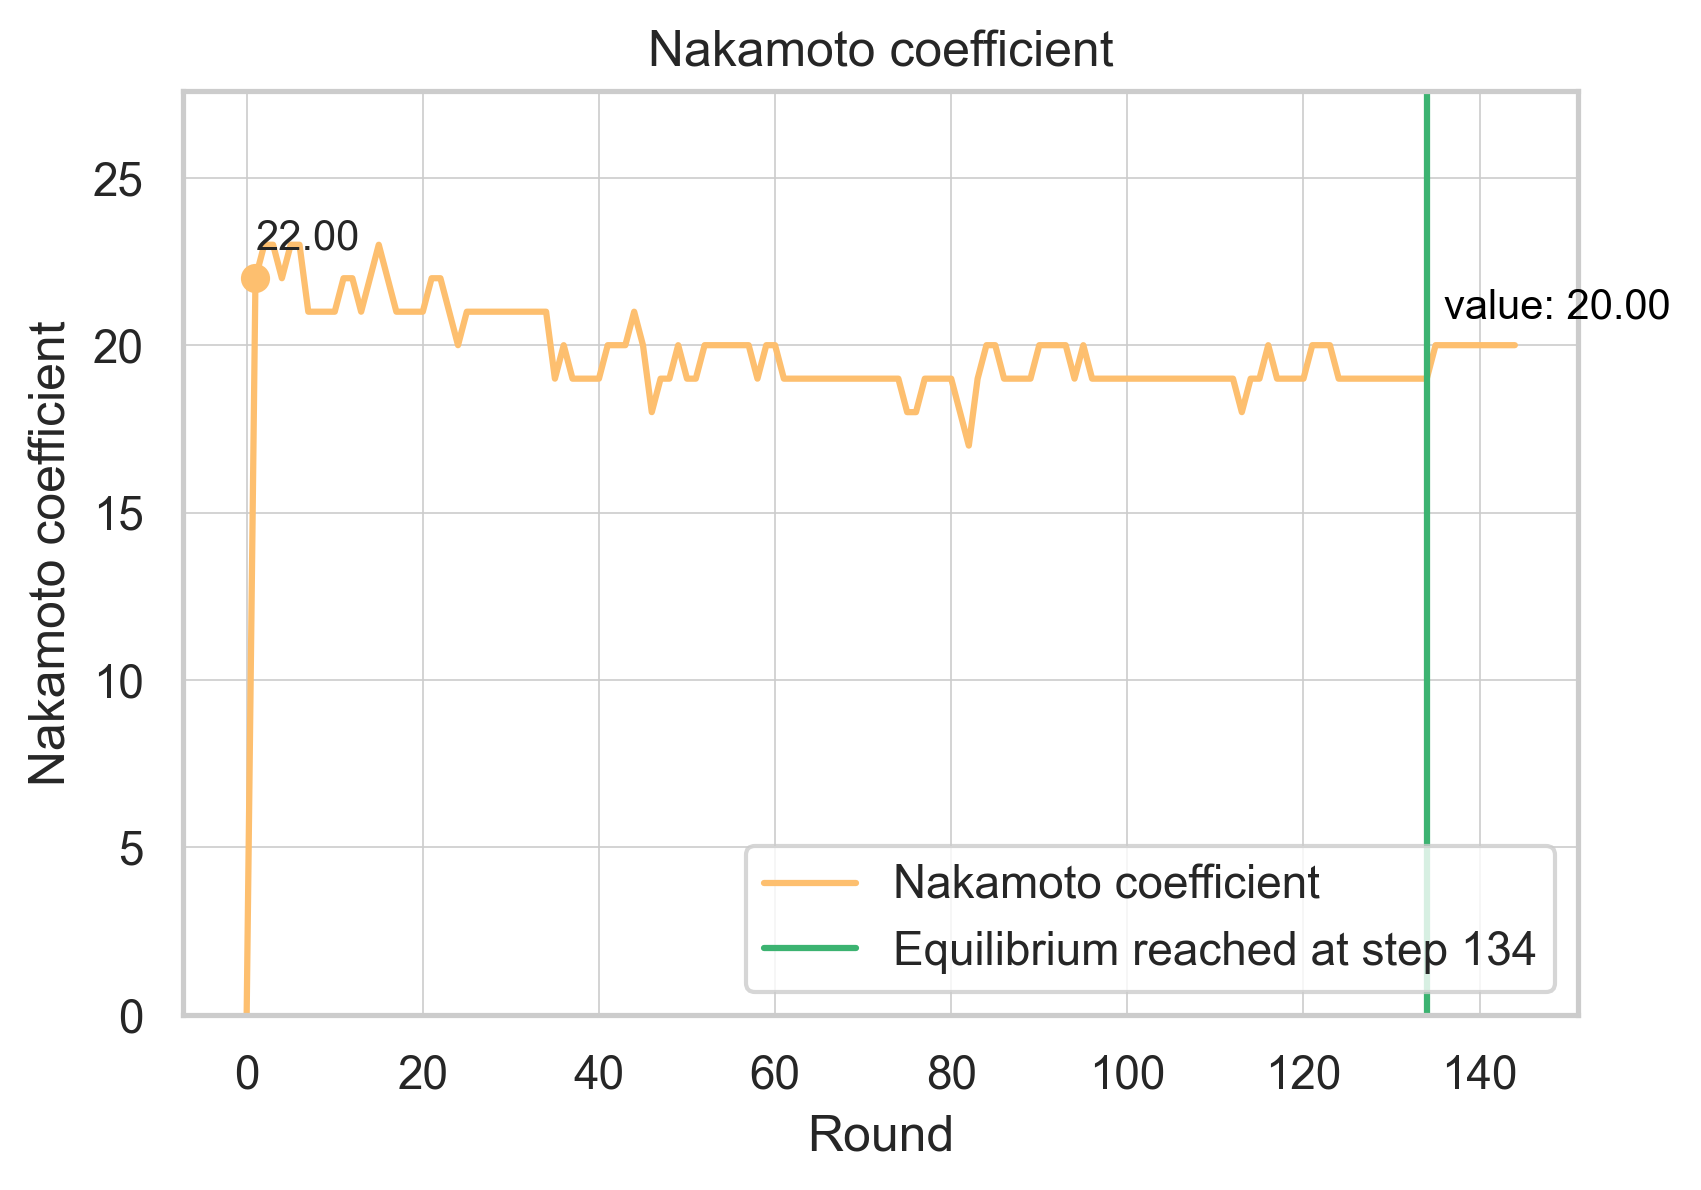 Nakamoto coefficient
Nakamoto coefficient
25
20
15
10
5
0
22.00
value: 20.00
Nakamoto coefficient
Equilibrium reached at step 134
0 20 40 60 80 100 120 140
Round